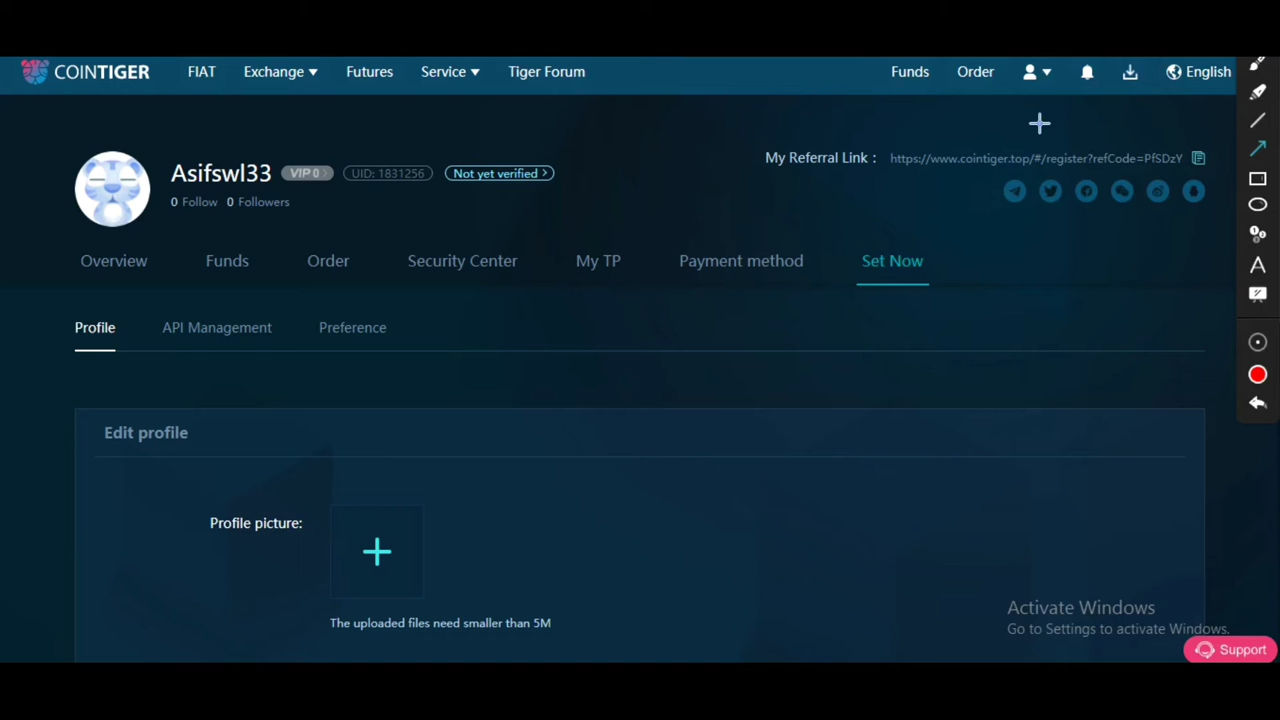 COINTIGER FIAT Exchange Futures Service Tiger Forum Funds Order English
Asifswl33 VIP 0 UID: 1831256 Not yet verified
0 Follow 0 Followers
My Referral Link : https://www.cointiger.top/#/register?refCode=PfSDzY
Overview Funds Order Security Center My TP Payment method Set Now
Profile API Management Preference
Edit profile
Profile picture:
The uploaded files need smaller than 5M
Activate Windows
Go to Settings to activate Windows.
Support